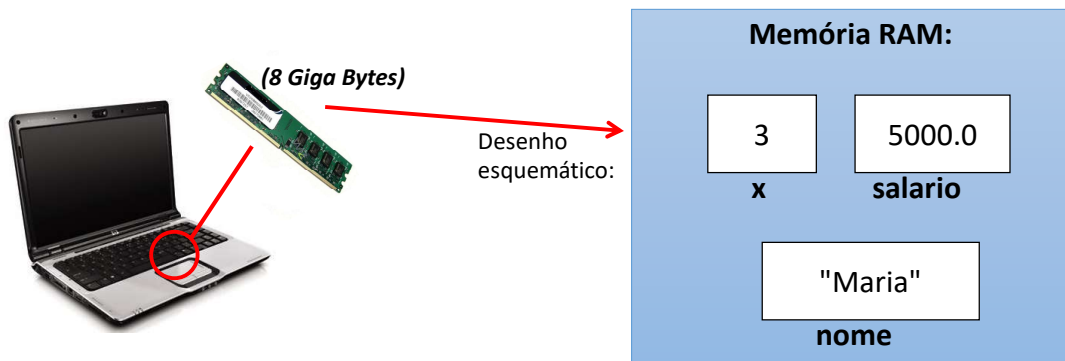 (8 Giga Bytes)
Desenho
esquemático:
Memória RAM:
3
5000.0
x
salario
"Maria"
nome